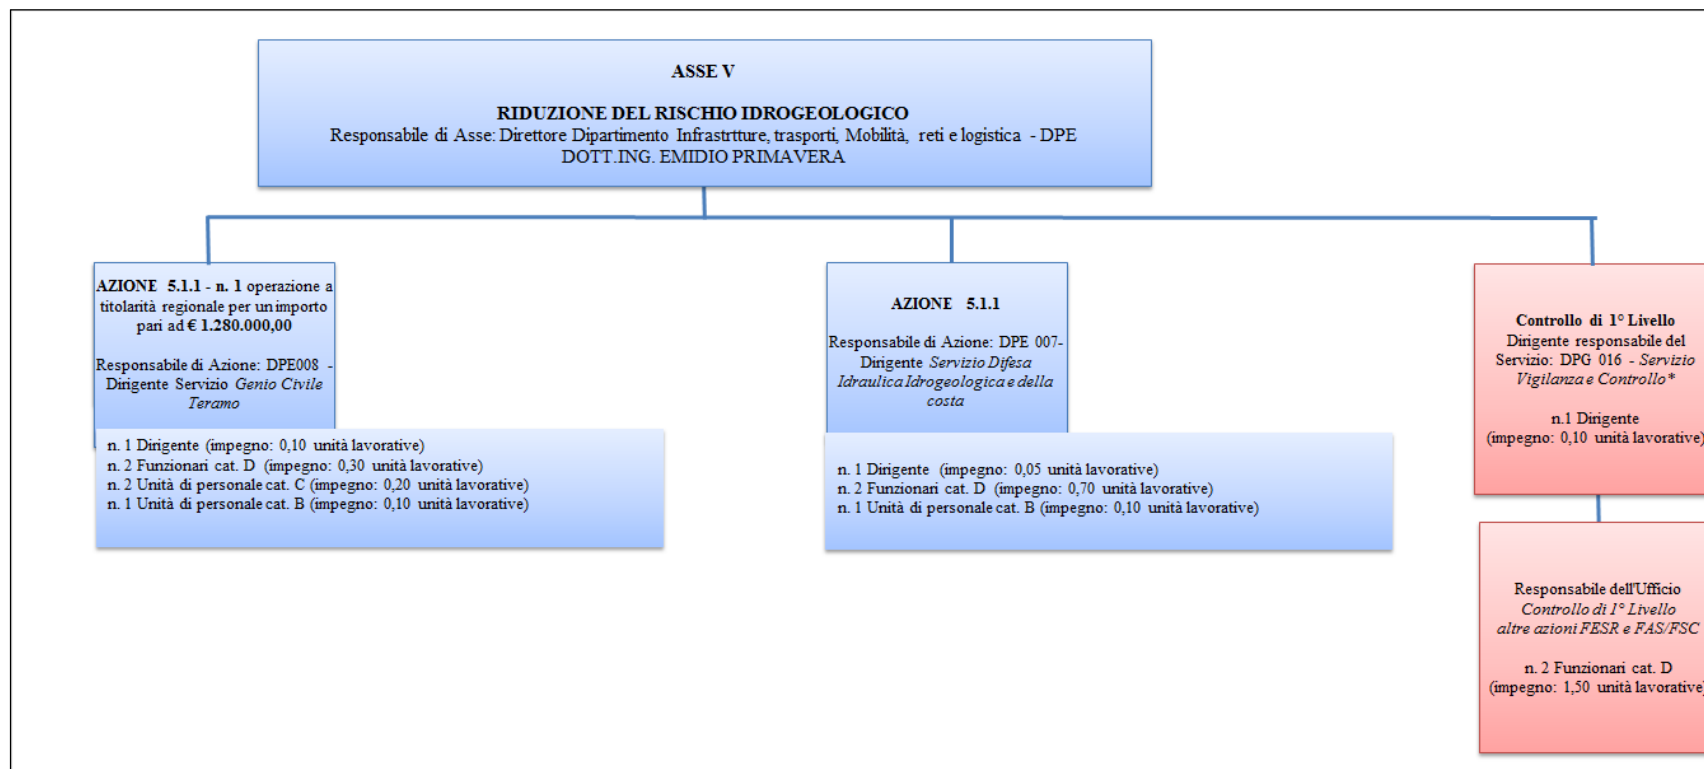 ASSE V
RIDUZIONE DEL RISCHIO IDROGEOLOGICO
Responsabile di Asse: Direttore Dipartimento Infrastrtture, trasporti, Mobilità, reti e logistica - DPE
DOTT.ING. EMIDIO PRIMAVERA
AZIONE 5.1.1 - n. 1 operazione a
titolarità regionale per un importo
pari ad € 1.280.000,00
Responsabile di Azione: DPE008 -
Dirigente Servizio Genio Civile
Teramo
n. 1 Dirigente (impegno: 0,10 unità lavorative)
n. 2 Funzionari cat. D (impegno: 0,30 unità lavorative)
n. 2 Unità di personale cat. C (impegno: 0,20 unità lavorative)
n. 1 Unità di personale cat. B (impegno: 0,10 unità lavorative)
AZIONE 5.1.1
Responsabile di Azione: DPE 007-
Dirigente Servizio Difesa
Idraulica Idrogeologica e della
costa
n. 1 Dirigente (impegno: 0,05 unità lavorative)
n. 2 Funzionari cat. D (impegno: 0,70 unità lavorative)
n. 1 Unità di personale cat. B (impegno: 0,10 unità lavorative)
Controllo di 1° Livello
Dirigente responsabile del
Servizio: DPG 016 - Servizio
Vigilanza e Controllo*
n.1 Dirigente
(impegno: 0,10 unità lavorative)
Responsabile dell'Ufficio
Controllo di 1° Livello
altre azioni FESR e FAS/FSC
n. 2 Funzionari cat. D
(impegno: 1,50 unità lavorative)